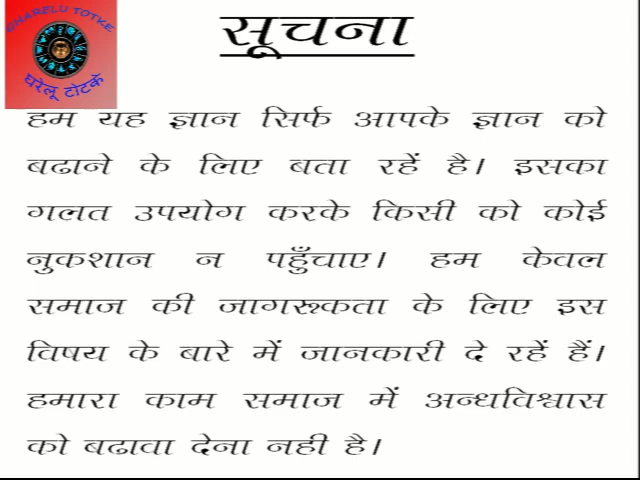 GHARELU TOTKE
घरेलू टोटके
सूचना
हम यह ज्ञान सिर्फ आपके ज्ञान को
बढाने के लिए बता रहें है। इसका
गलत उपयोग करके किसी को कोई
नुकशान न पहुँचाए। हम केवल
समाज की जागरूकता के लिए इस
विषय के बारे में जानकारी दे रहें हैं।
हमारा काम समाज में अन्धविश्वास
को बढावा देना नही है।